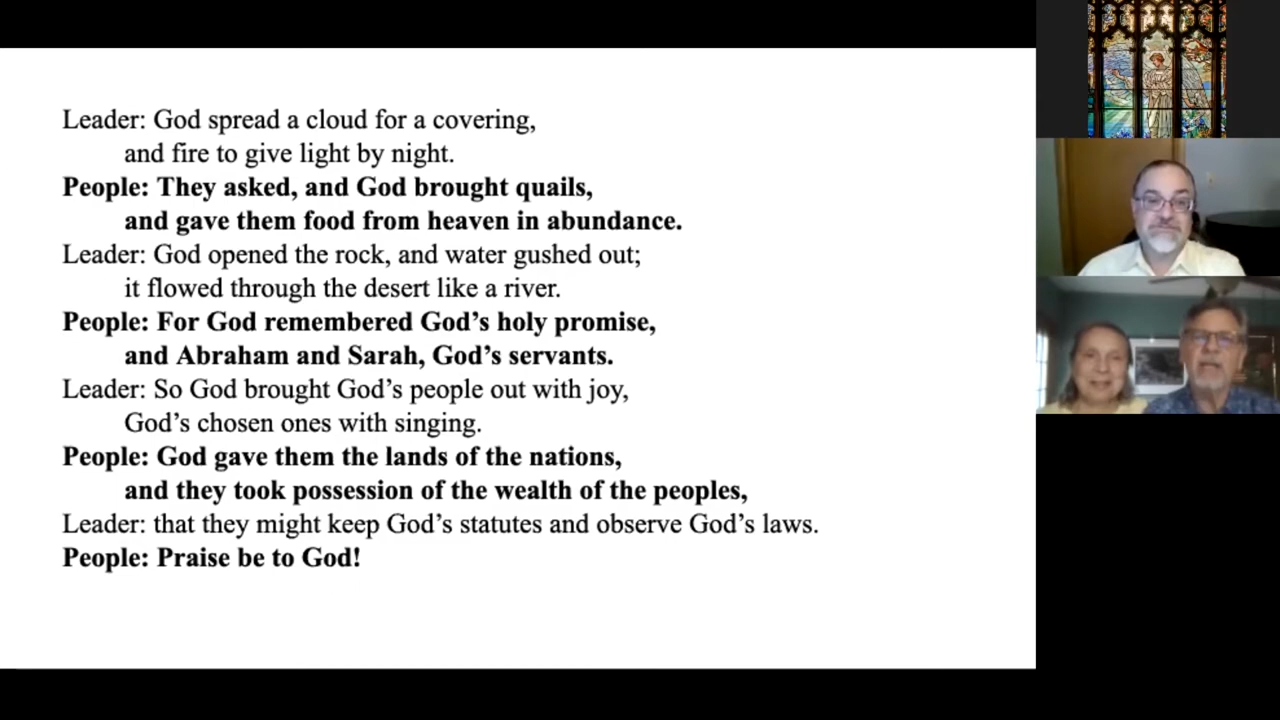 Leader: God spread a cloud for a covering,
and fire to give light by night.
People: They asked, and God brought quails,
and gave them food from heaven in abundance.
Leader: God opened the rock, and water gushed out;
it flowed through the desert like a river.
People: For God remembered God’s holy promise,
and Abraham and Sarah, God’s servants.
Leader: So God brought God’s people out with joy,
God’s chosen ones with singing.
People: God gave them the lands of the nations,
and they took possession of the wealth of the peoples,
Leader: that they might keep God’s statutes and observe God’s laws.
People: Praise be to God!